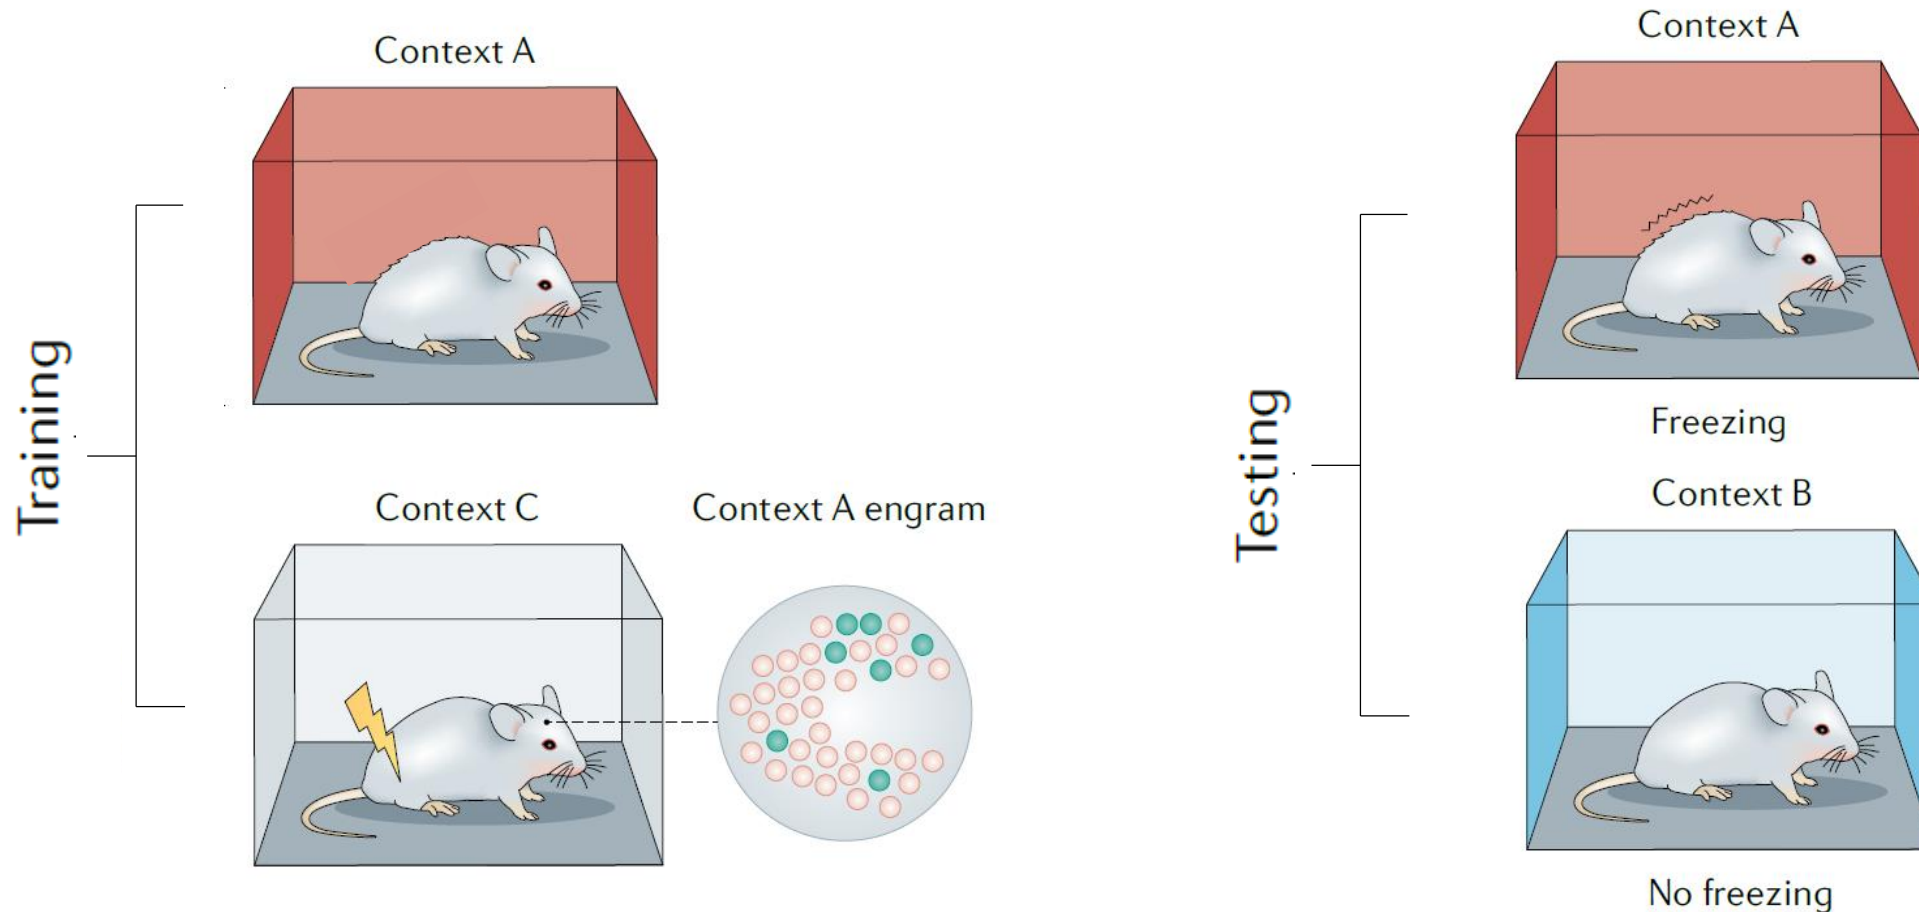 Training
Context A
Context C
Context A engram
Testing
Context A
Freezing
Context B
No freezing